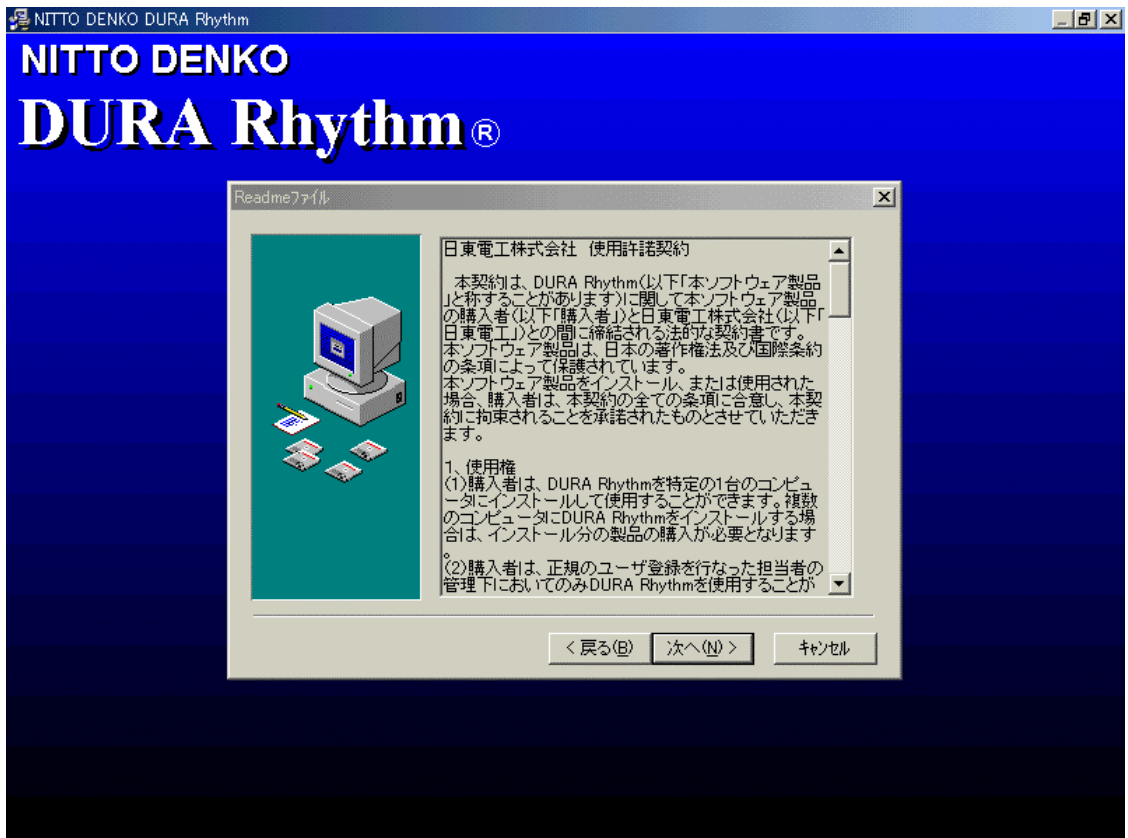 NITTO DENKO DURA Rhythm
NITTO DENKO
DURA Rhythm®
Readmeファイル
日東電工株式会社 使用許諾契約
本契約は、DURA Rhythm(以下「本ソフトウェア製品
」と称することがあります)に関して本ソフトウェア製品
の購入者(以下「購入者」)と日東電工株式会社(以下「
日東電工」)との間に締結される法的な契約書です。
本ソフトウェア製品は、日本の著作権法及び国際条約
の条項によって保護されています。
本ソフトウェア製品をインストール、または使用された
場合、購入者は、本契約の全ての条項に合意し、本契
約に拘束されることを承諾されたものとさせていただき
ます。
1、使用権
(1)購入者は、DURA Rhythmを特定の1台のコンピュ
ータにインストールして使用することができます。複数
のコンピュータにDURA Rhythmをインストールする場
合は、インストール分の製品の購入が必要となります
。
(2)購入者は、正規のユーザ登録を行なった担当者の
管理下においてのみDURA Rhythmを使用することが
< 戻る(B) 次へ(N) > キャンセル